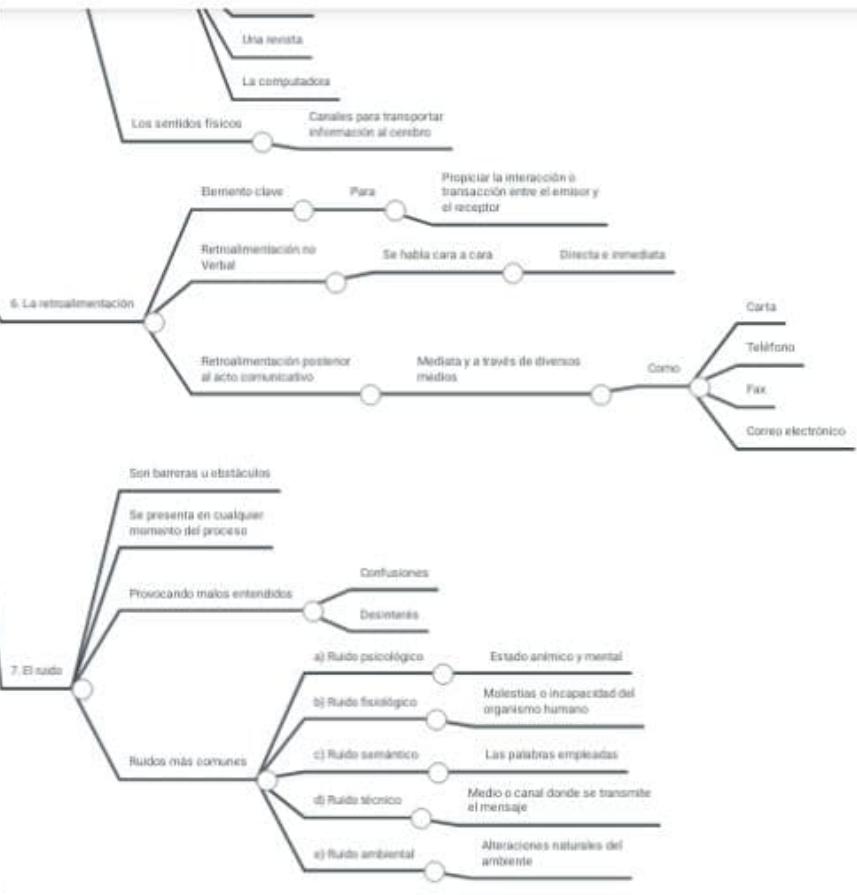 Una revista
La computadora
Los sentidos físicos
Canales para transportar
información al cerebro
6. La retroalimentación
Elemento clave
Para
Propiciar la interacción o
transacción entre el emisor y
el receptor
Retroalimentación no
Verbal
Se habla cara a cara
Directa e inmediata
Retroalimentación posterior
al acto comunicativo
Mediata y a través de diversos
medios
Como
Carta
Teléfono
Fax
Correo electrónico
7. El ruido
Son barreras u obstáculos
Se presenta en cualquier
momento del proceso
Provocando malos entendidos
Confusiones
Desinterés
Ruidos más comunes
a) Ruido psicológico
Estado anímico y mental
b) Ruido fisiológico
Molestias o incapacidad del
organismo humano
c) Ruido semántico
Las palabras empleadas
d) Ruido técnico
Medio o canal donde se transmite
el mensaje
e) Ruido ambiental
Alteraciones naturales del
ambiente